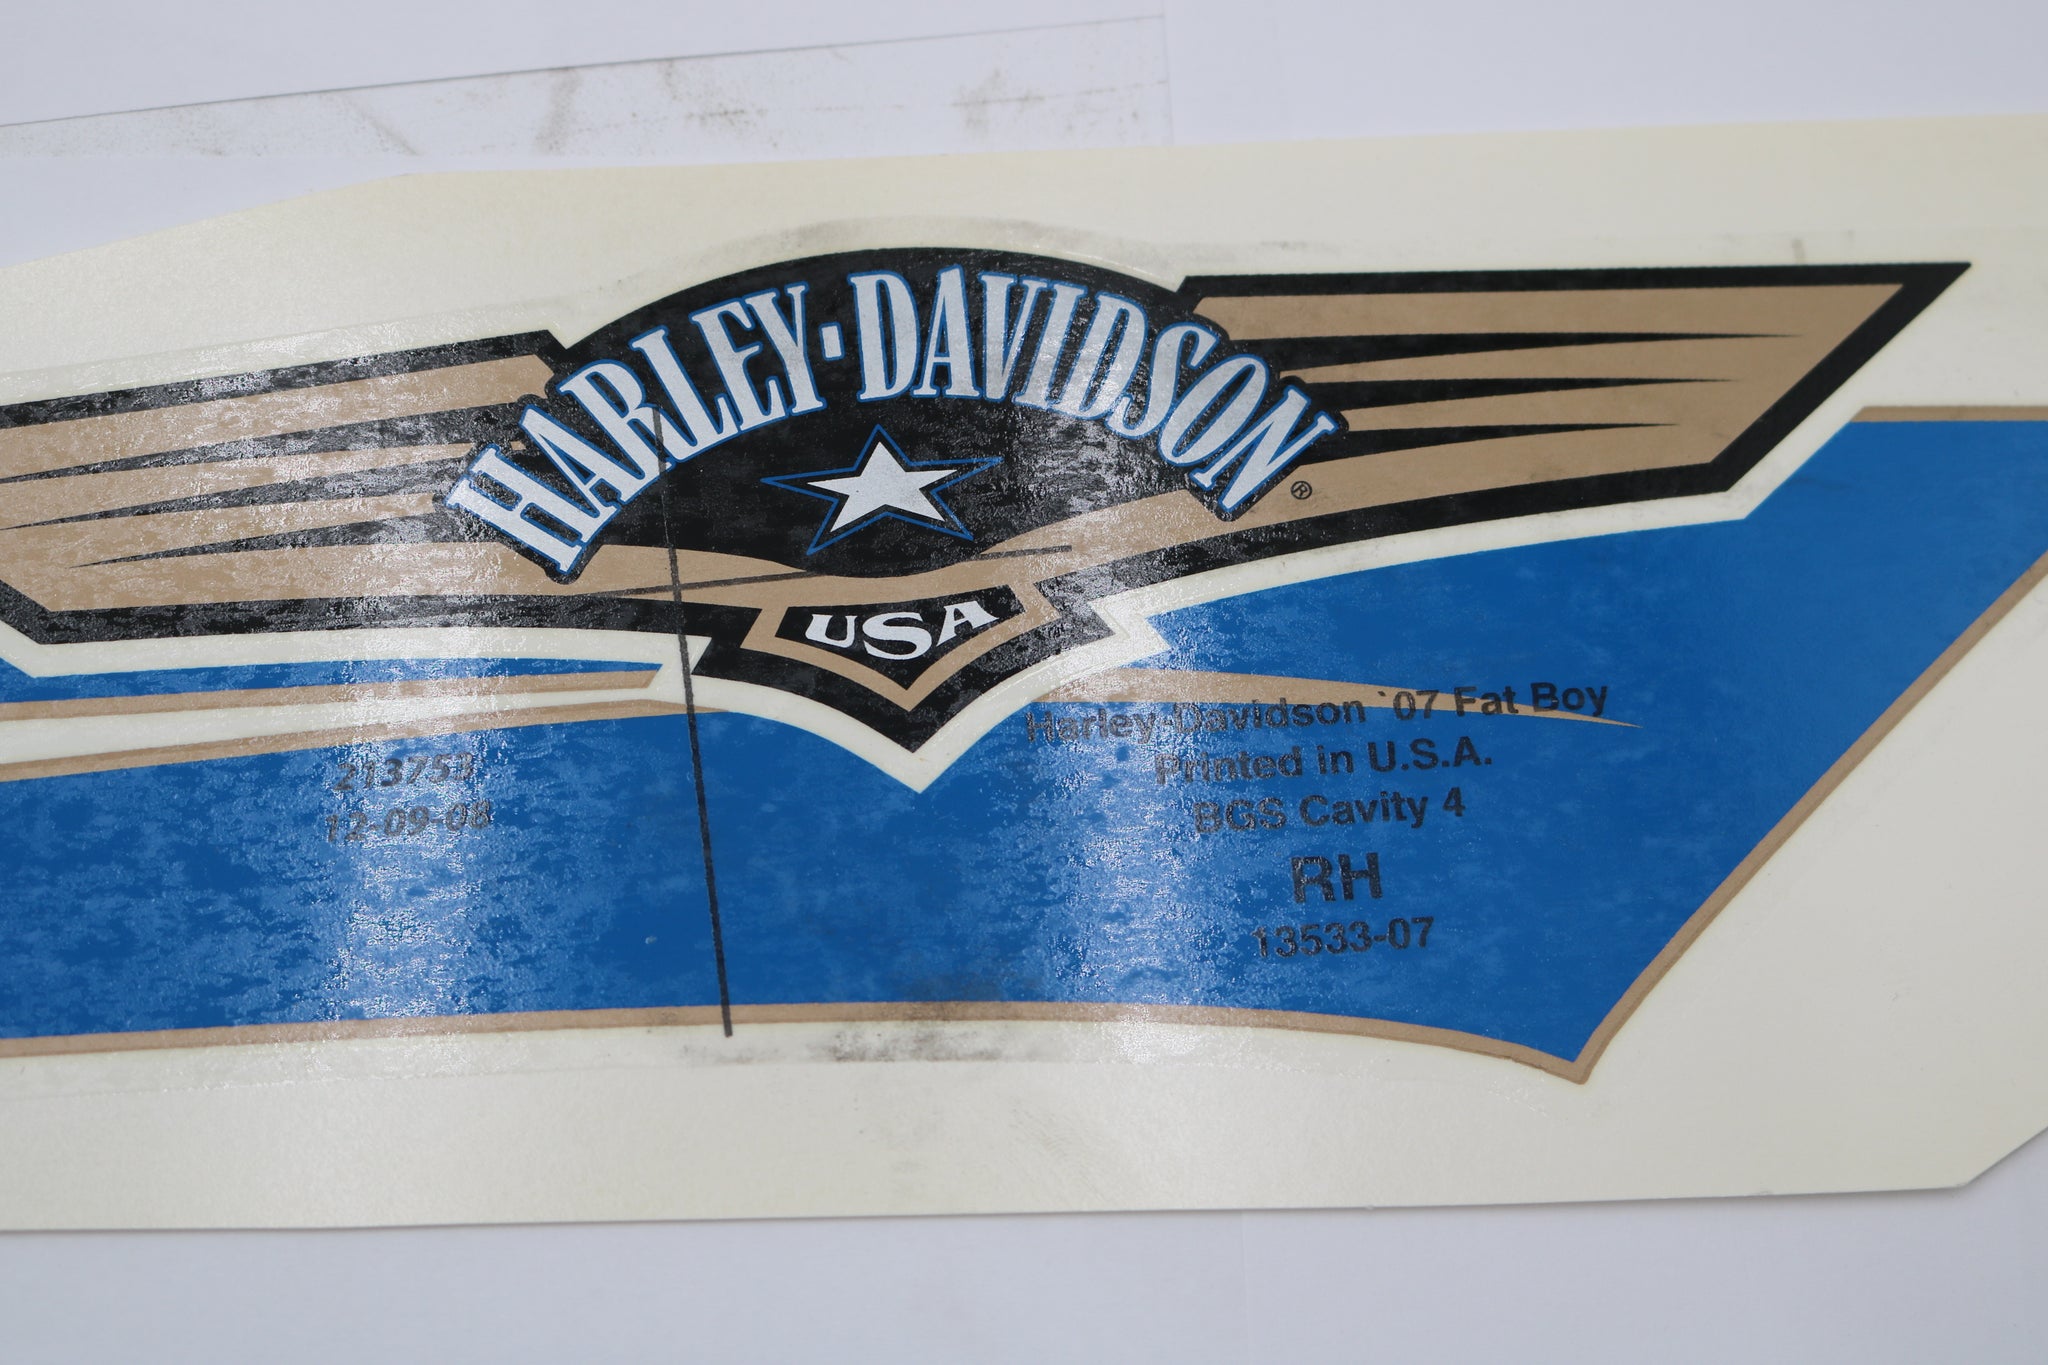 HARLEY-DAVIDSON
®
USA
Harley-Davidson `07 Fat Boy
Printed in U.S.A.
BGS Cavity 4
RH
13533-07
213753
12-09-08